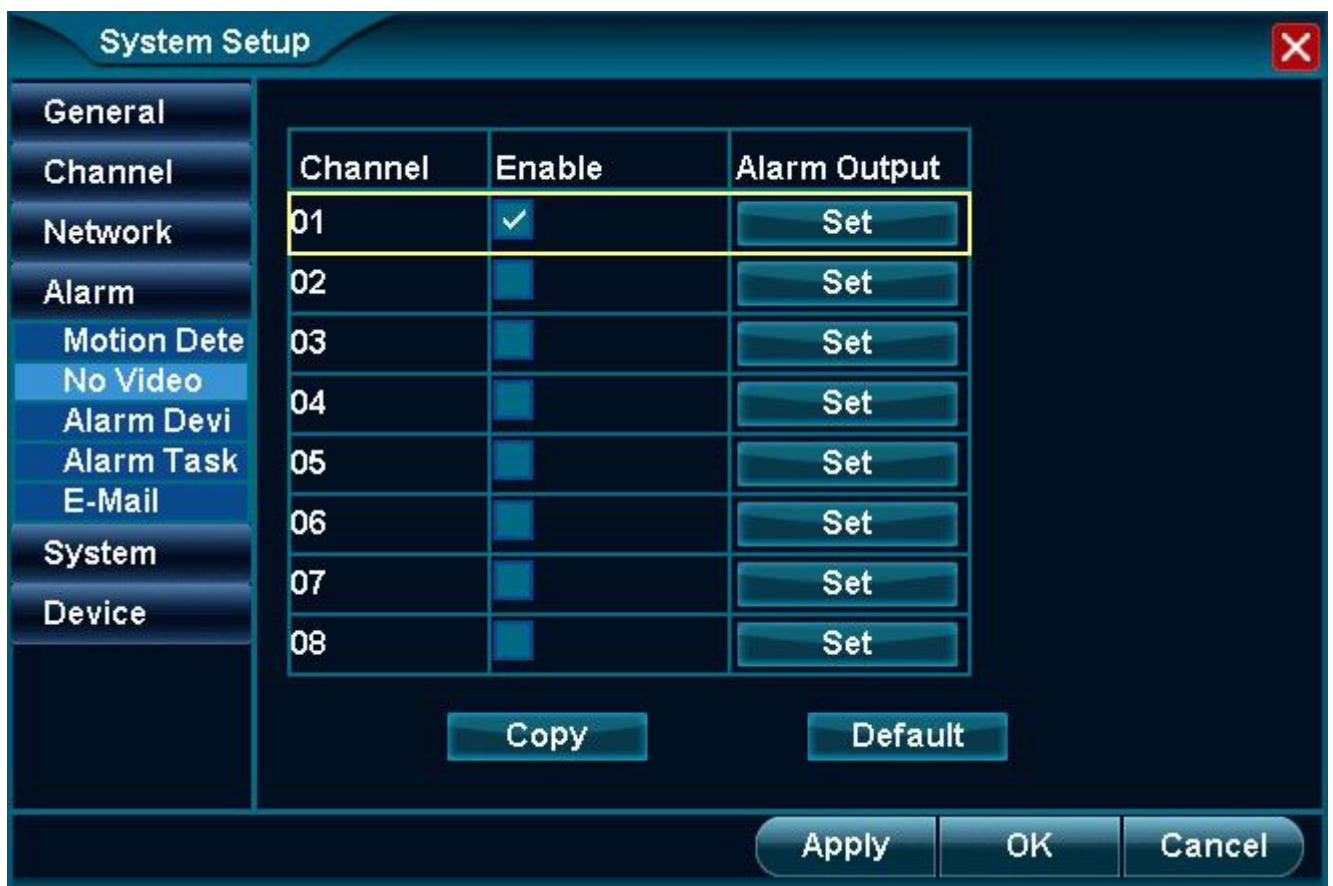 System Setup
General
Channel
Network
Alarm
Motion Dete
No Video
Alarm Devi
Alarm Task
E-Mail
System
Device
Channel Enable Alarm Output
01 Set
02 Set
03 Set
04 Set
05 Set
06 Set
07 Set
08 Set
Copy Default
Apply OK Cancel